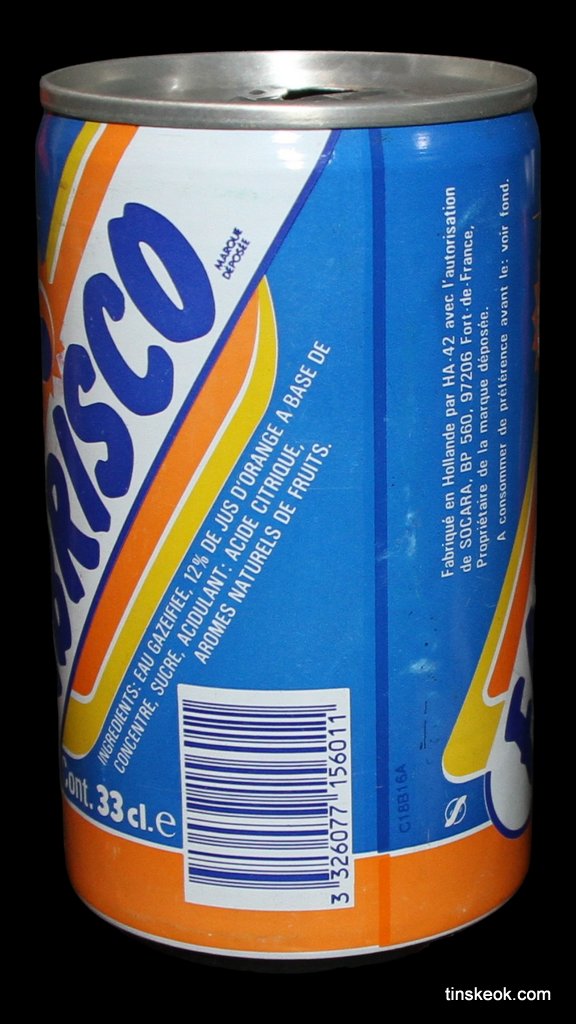 RISCO
MARQUE
DÉPOSÉE
INGREDIENTS: EAU GAZEIFIEE, 12% DE JUS D'ORANGE A BASE DE
CONCENTRE, SUCRE, ACIDULANT: ACIDE CITRIQUE,
AROMES NATURELS DE FRUITS.
Cont. 33 cl. e
3 326077 156011
Fabriqué en Hollande par HA-42 avec l'autorisation
de SOCARA, BP 560, 97206 Fort-de-France,
Propriétaire de la marque déposée.
A consommer de préférence avant le: voir fond.
C18B16A
tinskeok.com